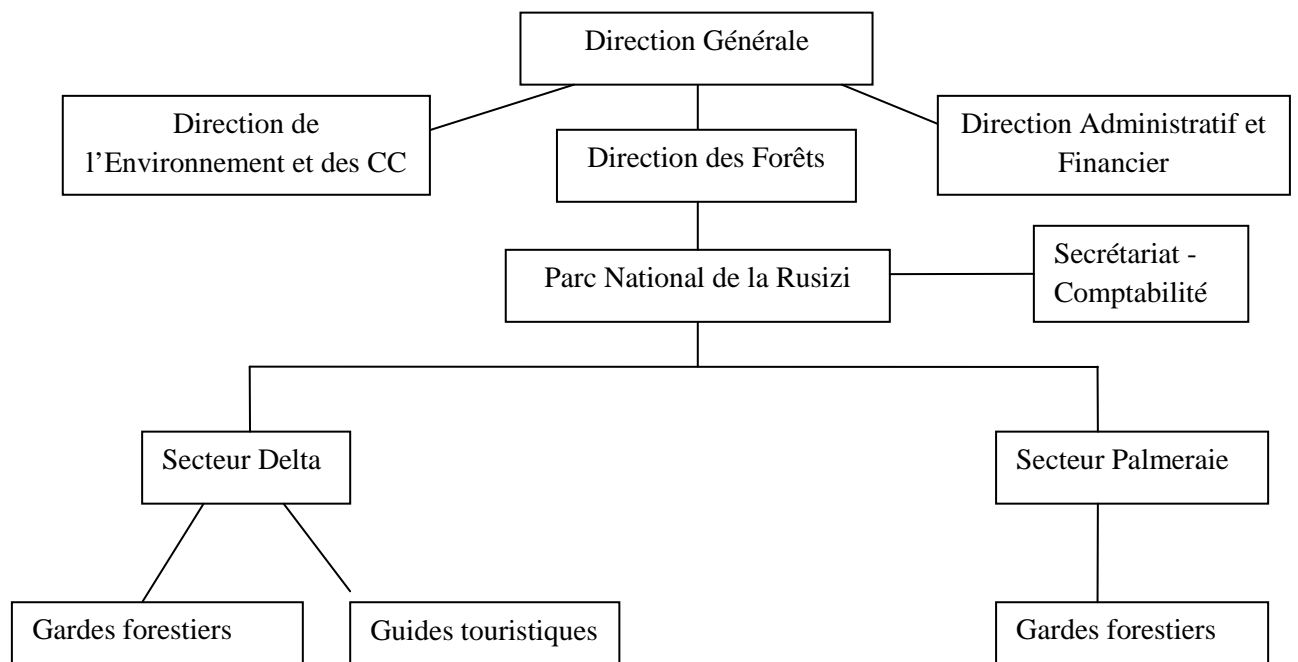 Direction Générale
Direction de
l’Environnement et des CC
Direction des Forêts
Direction Administratif et
Financier
Parc National de la Rusizi
Secrétariat -
Comptabilité
Secteur Delta
Secteur Palmeraie
Gardes forestiers
Guides touristiques
Gardes forestiers